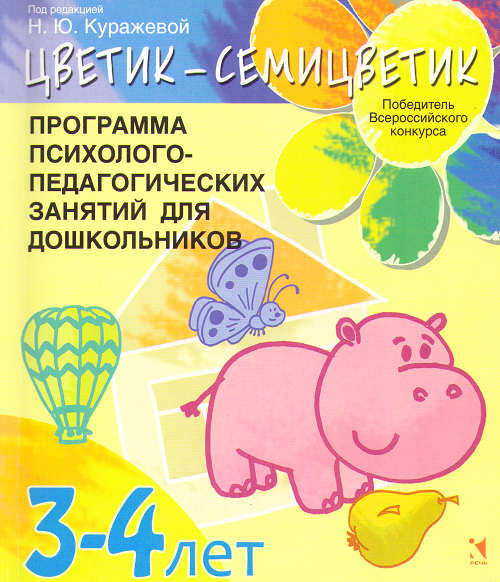 Под редакцией
Н. Ю. Куражевой
ЦВЕТИК – СЕМИЦВЕТИК
Победитель
Всероссийского
конкурса
ПРОГРАММА
ПСИХОЛОГО-
ПЕДАГОГИЧЕСКИХ
ЗАНЯТИЙ ДЛЯ
ДОШКОЛЬНИКОВ
3-4 лет
РЕЧЬ